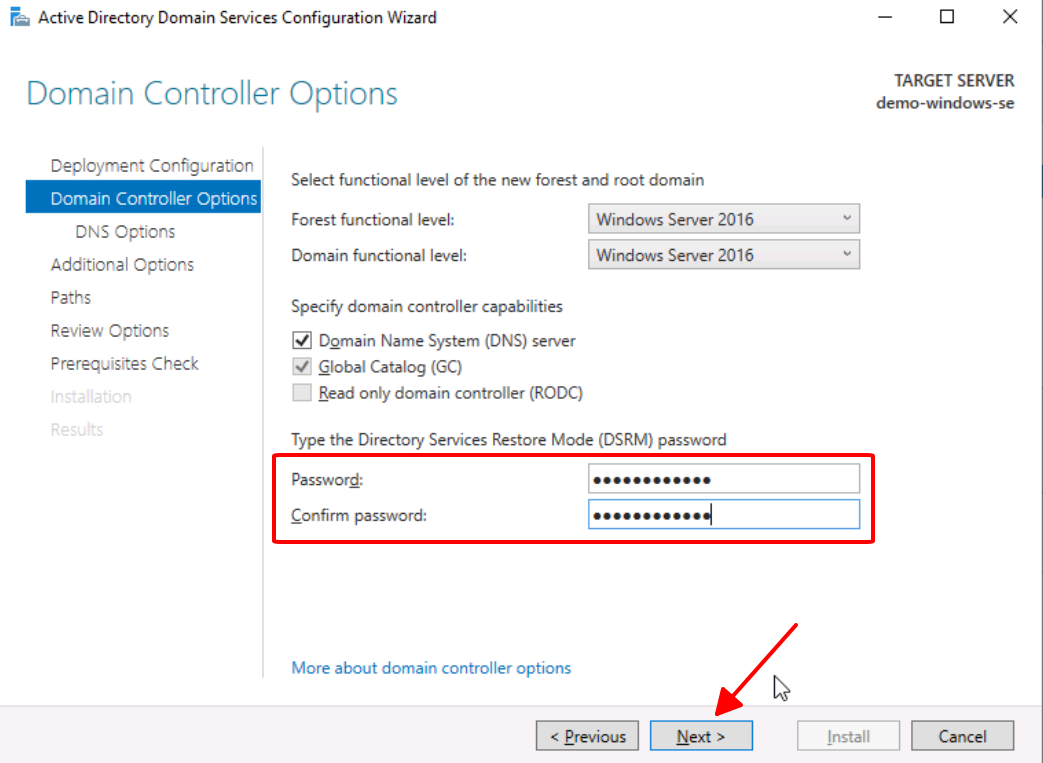 Active Directory Domain Services Configuration Wizard
Domain Controller Options
TARGET SERVER
demo-windows-se
Deployment Configuration
Domain Controller Options
DNS Options
Additional Options
Paths
Review Options
Prerequisites Check
Installation
Results
Select functional level of the new forest and root domain
Forest functional level: Windows Server 2016
Domain functional level: Windows Server 2016
Specify domain controller capabilities
Domain Name System (DNS) server
Global Catalog (GC)
Read only domain controller (RODC)
Type the Directory Services Restore Mode (DSRM) password
Password: ●●●●●●●●●●●●
Confirm password: ●●●●●●●●●●●●
More about domain controller options
< Previous Next > Install Cancel